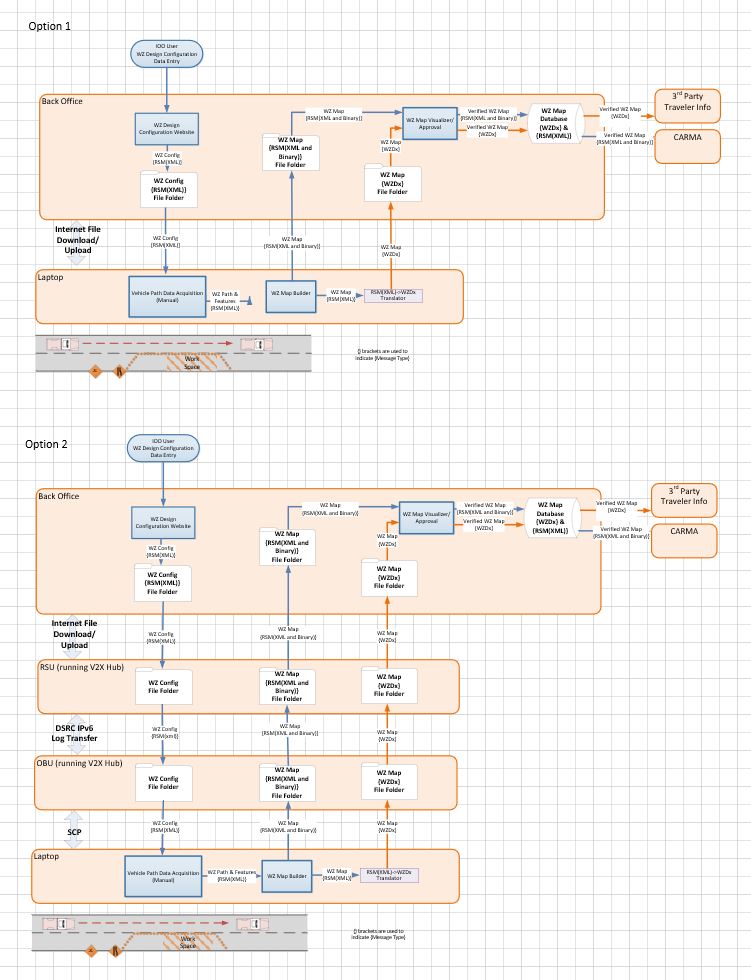 Option 1
IOO User
WZ Design Configuration
Data Entry
Back Office
WZ Design
Configuration Website
WZ Config
{RSM(XML)}
WZ Config
{RSM(XML)}
File Folder
WZ Map
{RSM(XML and Binary)}
WZ Map
{RSM(XML and
Binary)}
File Folder
WZ Map Visualizer/
Approval
WZ Map
{WZDx}
WZ Map
{WZDx}
File Folder
Verified WZ Map
{RSM(XML and Binary)}
Verified WZ Map
{WZDx}
WZ Map
Database
{WZDx} &
{RSM(XML)}
Verified WZ Map
{WZDx}
Verified WZ Map
{RSM(XML and Binary)}
3rd Party
Traveler Info
CARMA
Internet File
Download/
Upload
WZ Config
{RSM(XML)}
WZ Map
{RSM(XML and Binary)}
WZ Map
{WZDx}
Laptop
Vehicle Path Data Acquisition
(Manual)
WZ Path &
Features
{RSM(XML)}
WZ Map Builder
WZ Map
{RSM(XML)}
RSM(XML)->WZDx
Translator
Work
Space
{} brackets are used to
indicate {Message Type}
Option 2
IOO User
WZ Design Configuration
Data Entry
Back Office
WZ Design
Configuration Website
WZ Config
{RSM(XML)}
WZ Config
{RSM(XML)}
File Folder
WZ Map
{RSM(XML and Binary)}
WZ Map
{RSM(XML and
Binary)}
File Folder
WZ Map Visualizer/
Approval
WZ Map
{WZDx}
WZ Map
{WZDx}
File Folder
Verified WZ Map
{RSM(XML and Binary)}
Verified WZ Map
{WZDx}
WZ Map
Database
{WZDx} &
{RSM(XML)}
Verified WZ Map
{WZDx}
Verified WZ Map
{RSM(XML and Binary)}
3rd Party
Traveler Info
CARMA
Internet File
Download/
Upload
WZ Config
{RSM(XML)}
WZ Map
{RSM(XML and Binary)}
WZ Map
{WZDx}
RSU (running V2X Hub)
WZ Config
File Folder
WZ Map
{RSM(XML and
Binary)}
File Folder
WZ Map
{WZDx}
File Folder
DSRC IPv6
Log Transfer
WZ Config
{RSM(xml)}
WZ Map
{RSM(XML and Binary)}
WZ Map
{WZDx}
OBU (running V2X Hub)
WZ Config
File Folder
WZ Map
{RSM(XML and
Binary)}
File Folder
WZ Map
{WZDx}
File Folder
SCP
WZ Config
{RSM(XML)}
WZ Map
{RSM(XML and Binary)}
WZ Map
{WZDx}
Laptop
Vehicle Path Data Acquisition
(Manual)
WZ Path & Features
{RSM(XML)}
WZ Map Builder
WZ Map
{RSM(XML)}
RSM(XML)->WZDx
Translator
Work
Space
{} brackets are used to
indicate {Message Type}